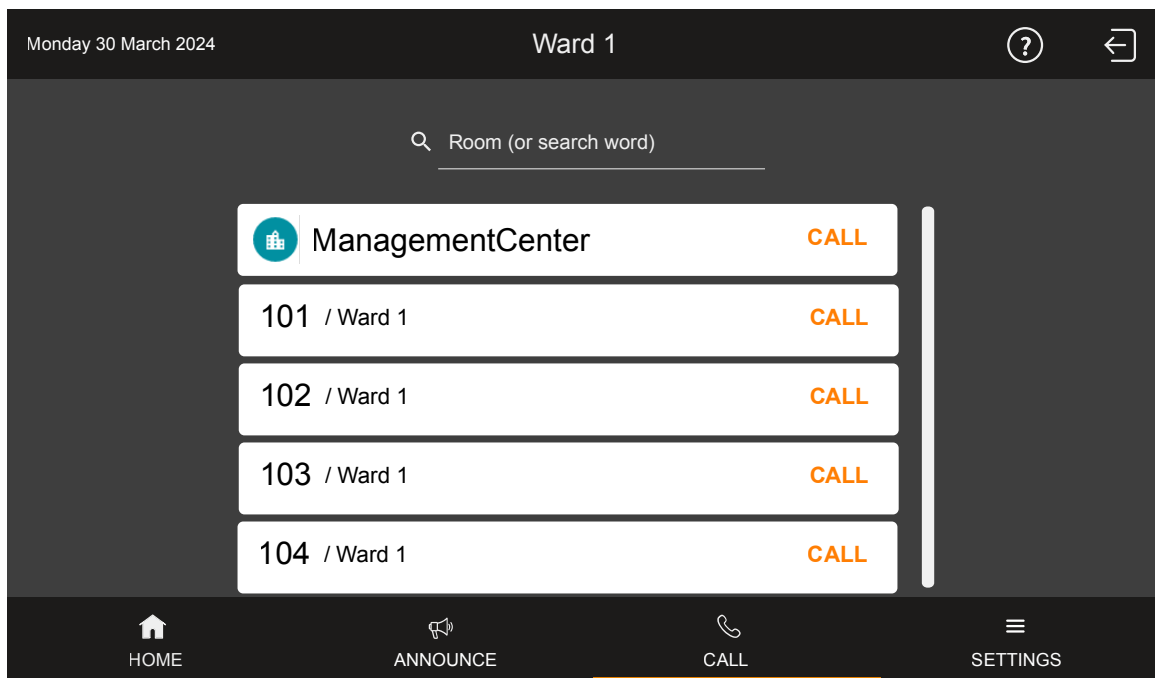 Monday 30 March 2024
Ward 1
?
Room (or search word)
ManagementCenter CALL
101 / Ward 1 CALL
102 / Ward 1 CALL
103 / Ward 1 CALL
104 / Ward 1 CALL
HOME ANNOUNCE CALL SETTINGS